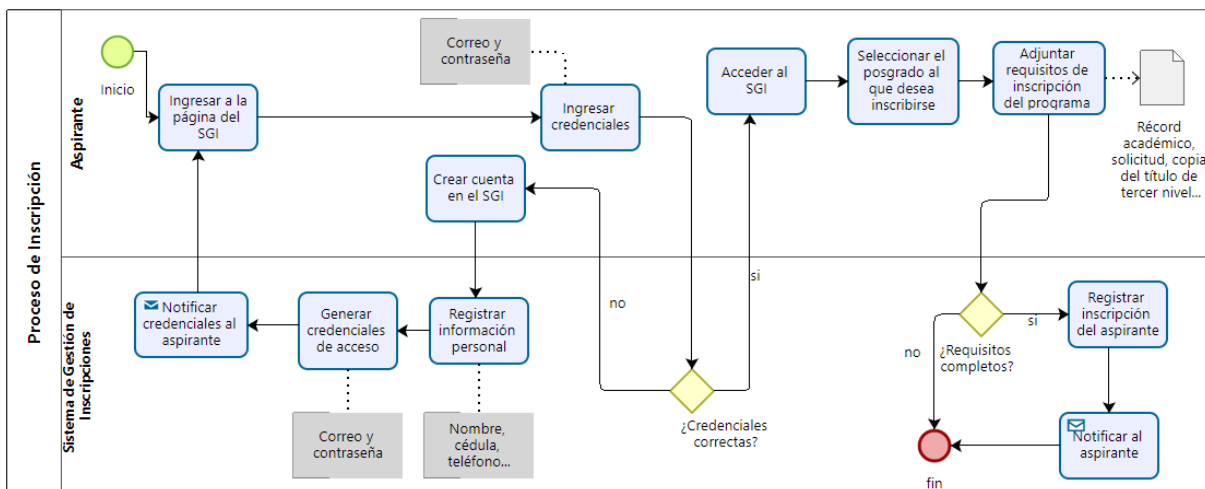 Proceso de Inscripción
Aspirante
Inicio
Ingresar a la
página del
SGI
Correo y
contraseña
Ingresar
credenciales
Crear cuenta
en el SGI
Acceder al
SGI
Seleccionar el
posgrado al
que desea
inscribirse
Adjuntar
requisitos de
inscripción
del programa
Récord
académico,
solicitud, copia
del título de
tercer nivel...
Sistema de Gestión de
Inscripciones
Notificar
credenciales al
aspirante
Generar
credenciales
de acceso
Registrar
información
personal
Correo y
contraseña
Nombre,
cédula,
teléfono...
no
si
¿Credenciales
correctas?
no
¿Requisitos
completos?
si
Registrar
inscripción
del aspirante
Notificar al
aspirante
fin